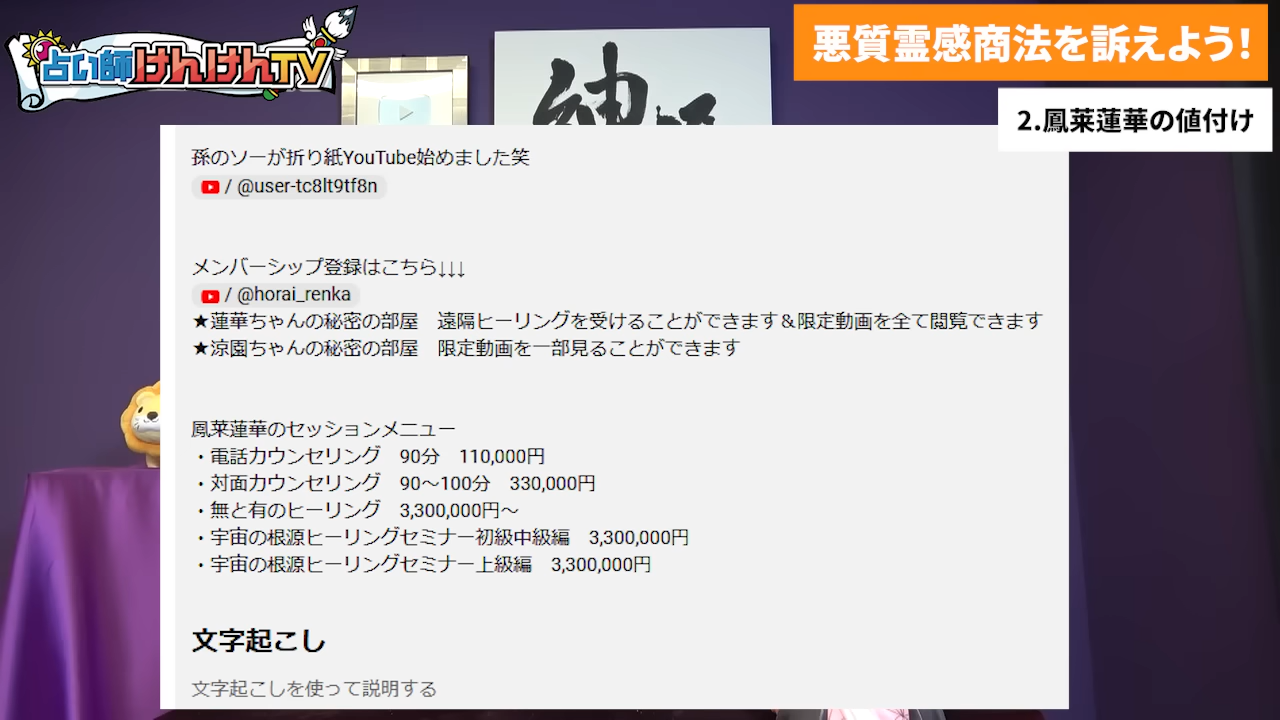 占い師けんけんTV
悪質霊感商法を訴えよう!
2.鳳莱蓮華の値付け
孫のソーが折り紙YouTube始めました笑
/ @user-tc8lt9tf8n
メンバーシップ登録はこちら↓↓↓
/ @horai_renka
★蓮華ちゃんの秘密の部屋　遠隔ヒーリングを受けることができます＆限定動画を全て閲覧できます
★涼園ちゃんの秘密の部屋　限定動画を一部見ることができます
鳳莱蓮華のセッションメニュー
・電話カウンセリング　90分　110,000円
・対面カウンセリング　90〜100分　330,000円
・無と有のヒーリング　3,300,000円〜
・宇宙の根源ヒーリングセミナー初級中級編　3,300,000円
・宇宙の根源ヒーリングセミナー上級編　3,300,000円
文字起こし
文字起こしを使って説明する